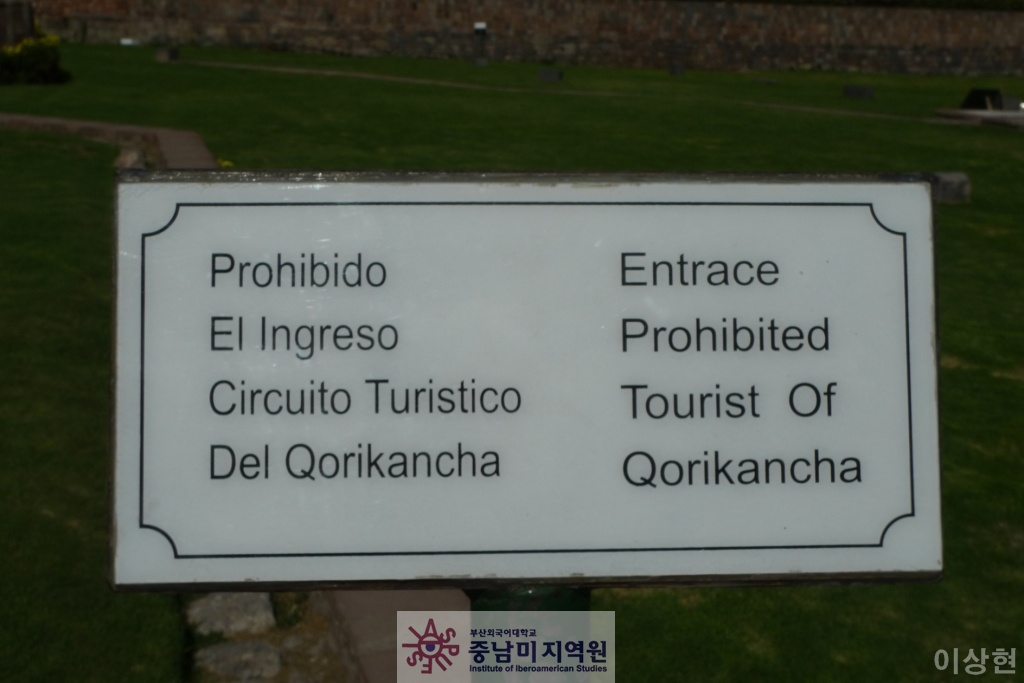 Prohibido
El Ingreso
Circuito Turistico
Del Qorikancha
Entrace
Prohibited
Tourist Of
Qorikancha
부산외국어대학교
중남미지역원
Institute of Iberoamerican Studies
이상현